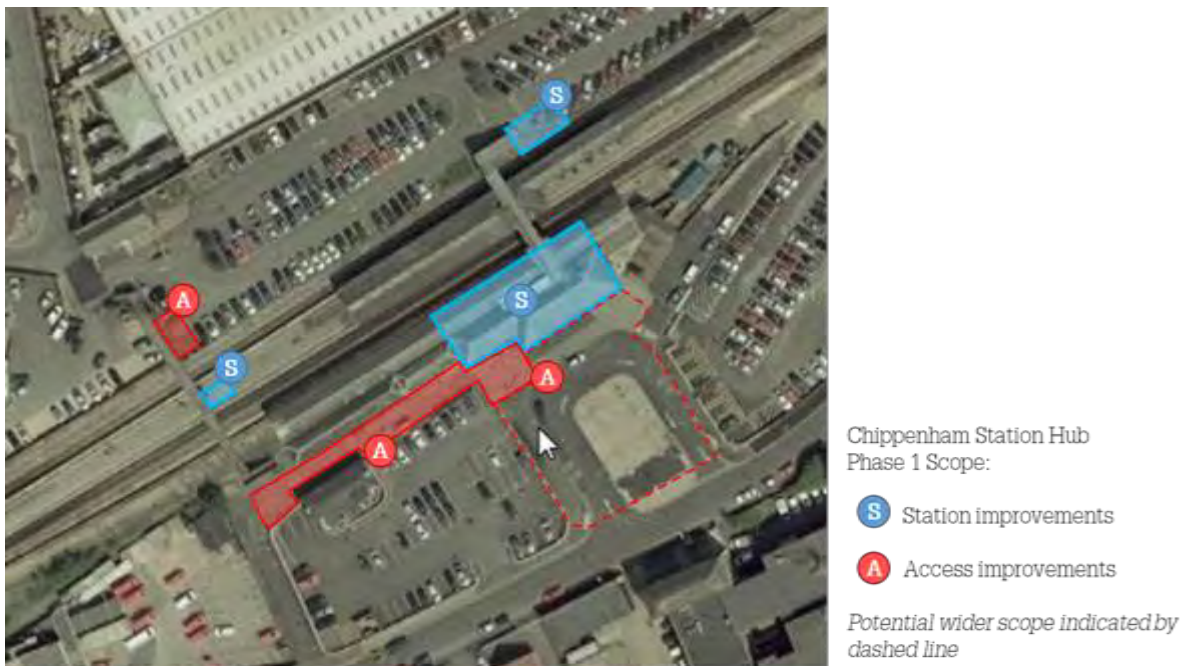 S
A
S
S
A
A
Chippenham Station Hub
Phase 1 Scope:
S Station improvements
A Access improvements
Potential wider scope indicated by
dashed line